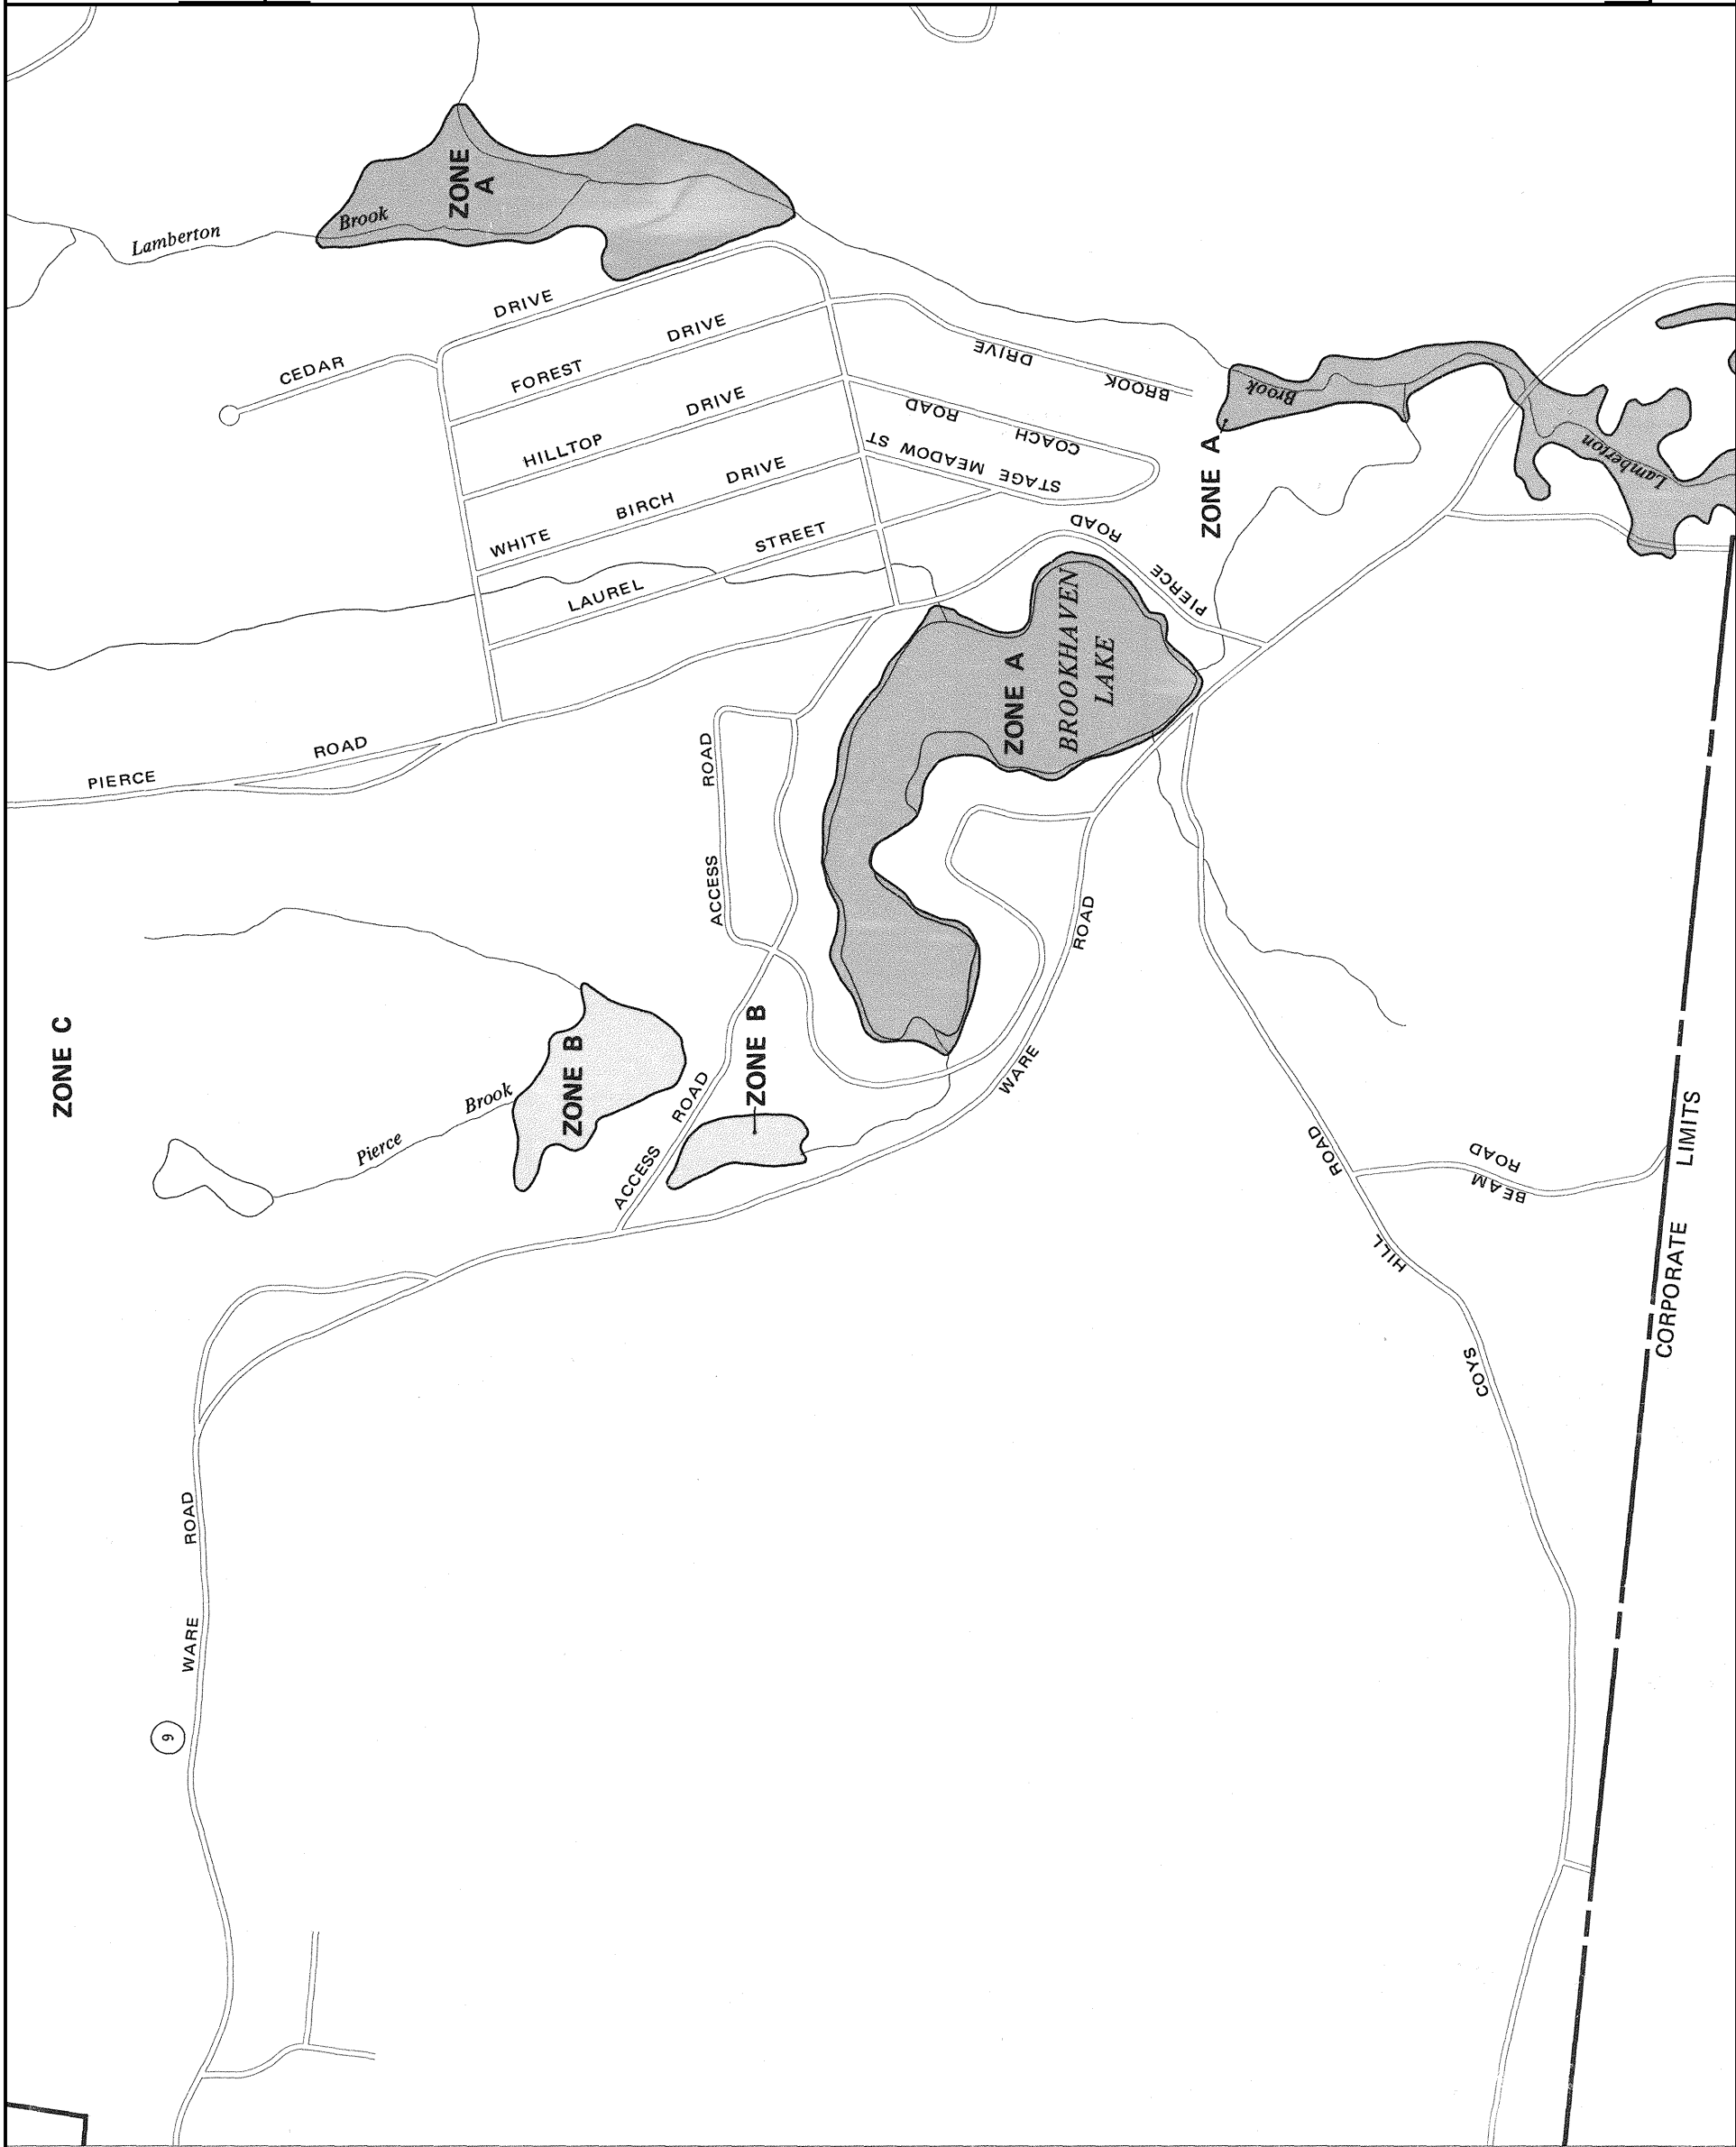 ZONE
A
Lamberton
Brook
CEDAR
DRIVE
FOREST
DRIVE
HILLTOP
DRIVE
WHITE
BIRCH
DRIVE
LAUREL
STREET
BROOK
DRIVE
COACH
ROAD
STAGE MEADOW ST
PIERCE
ROAD
ZONE A
Brook
Lamberton
ZONE A
BROOKHAVEN
LAKE
PIERCE
ROAD
ACCESS
ROAD
WARE
ROAD
ZONE C
ZONE B
Pierce
Brook
ZONE B
ACCESS
ROAD
COYS
HILL
ROAD
BEAM
ROAD
CORPORATE
LIMITS
WARE
ROAD
9